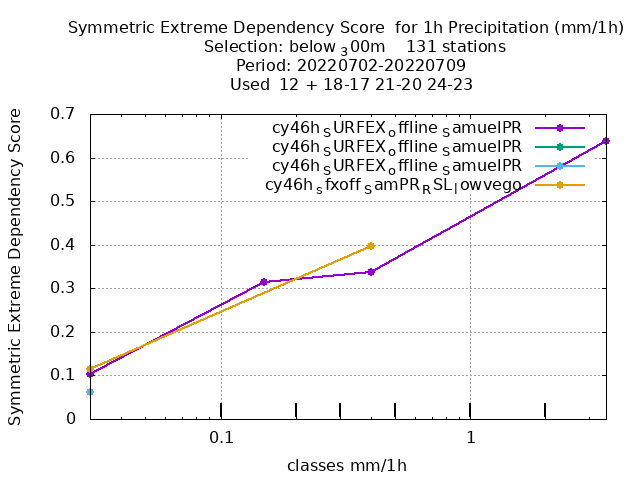 Symmetric Extreme Dependency Score  for 1h Precipitation (mm/1h)
Selection: below ₃00m    131 stations
Period: 20220702-20220709
Used  12 + 18-17 21-20 24-23
Symmetric Extreme Dependency Score
0.7
0.6
0.5
0.4
0.3
0.2
0.1
0
cy46h_SURFEX_offline_SamuelPR
cy46h_SURFEX_offline_SamuelPR
cy46h_SURFEX_offline_SamuelPR
cy46h_sfxoff_SamPR_RSL_lowvego
0.1
1
classes mm/1h